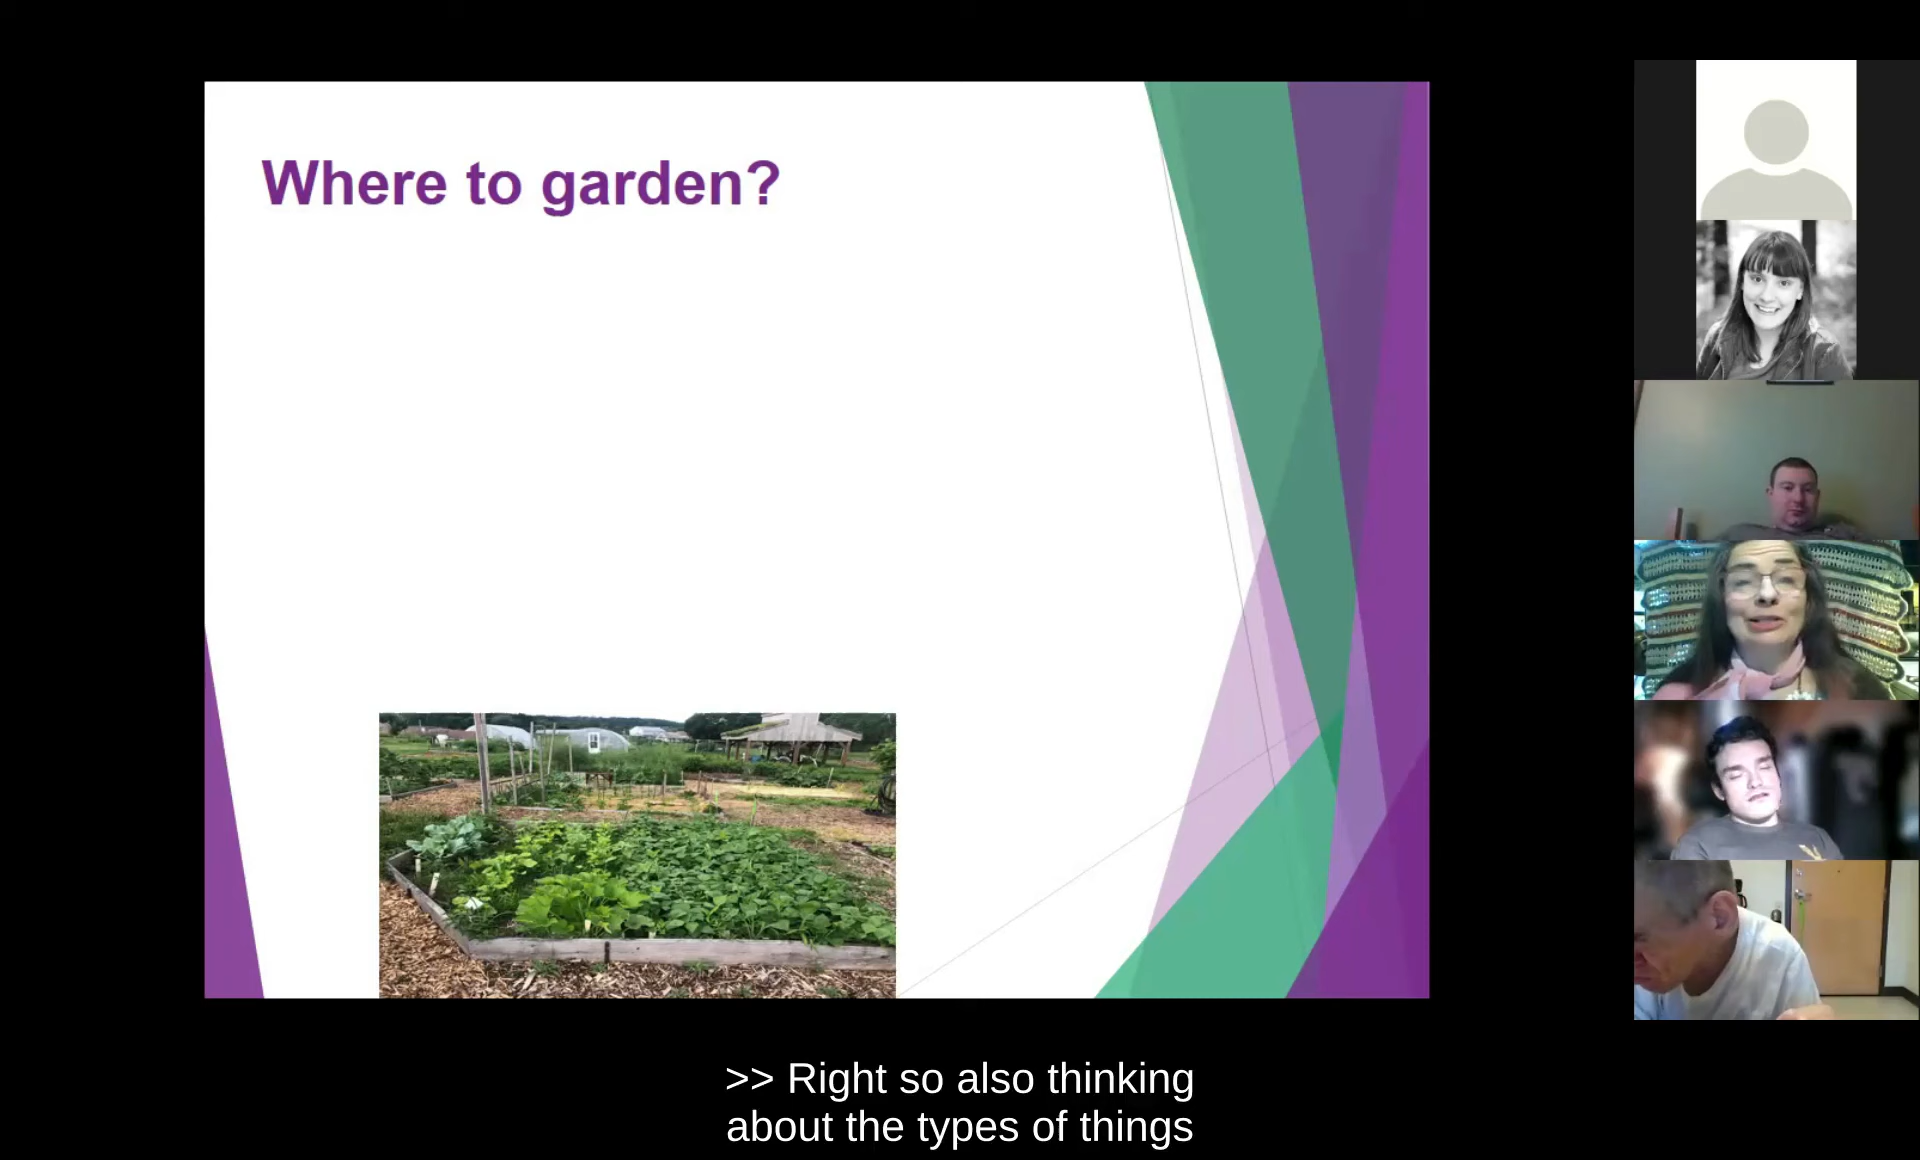 Where to garden?
>> Right so also thinking
about the types of things